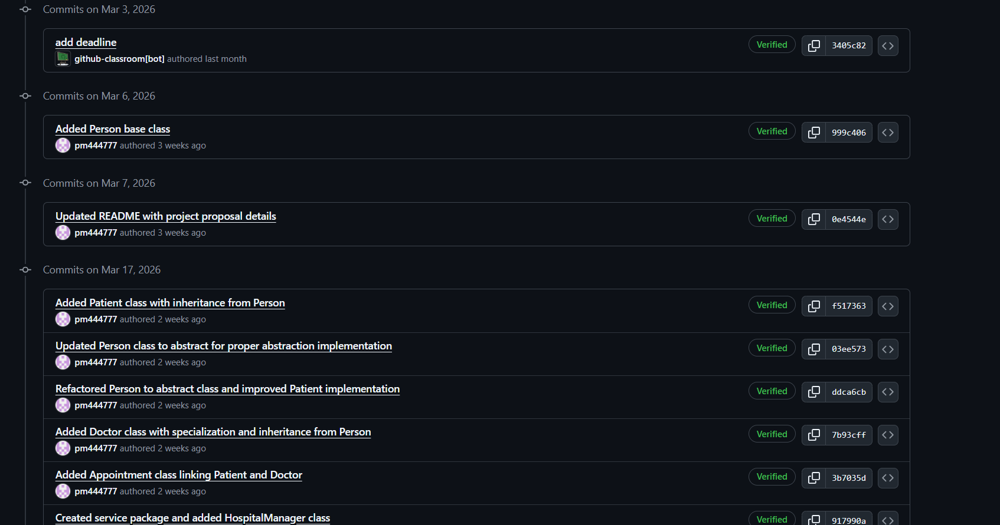 Commits on Mar 3, 2026
add deadline
Verified
3405c82
github-classroom[bot] authored last month
Commits on Mar 6, 2026
Added Person base class
Verified
999c406
pm444777 authored 3 weeks ago
Commits on Mar 7, 2026
Updated README with project proposal details
Verified
0e4544e
pm444777 authored 3 weeks ago
Commits on Mar 17, 2026
Added Patient class with inheritance from Person
Verified
f517363
pm444777 authored 2 weeks ago
Updated Person class to abstract for proper abstraction implementation
Verified
03ee573
pm444777 authored 2 weeks ago
Refactored Person to abstract class and improved Patient implementation
Verified
ddca6cb
pm444777 authored 2 weeks ago
Added Doctor class with specialization and inheritance from Person
Verified
7b93cff
pm444777 authored 2 weeks ago
Added Appointment class linking Patient and Doctor
Verified
3b7035d
pm444777 authored 2 weeks ago
Created service package and added HospitalManager class
Verified
917990a